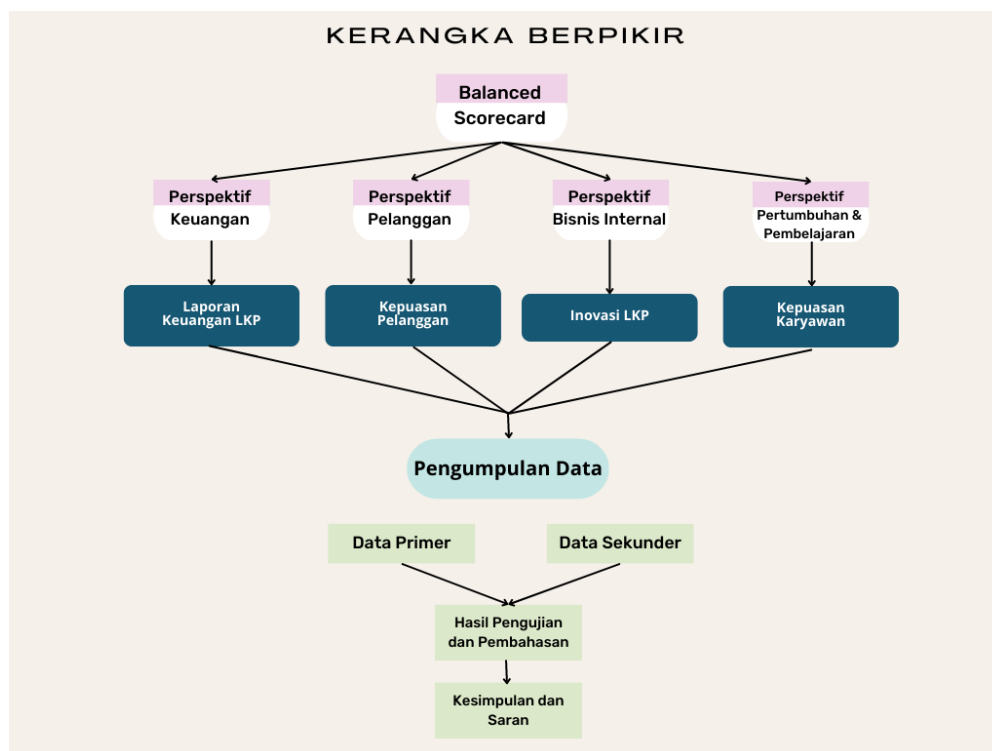 KERANGKA BERPIKIR
Balanced
Scorecard
Perspektif
Keuangan
Perspektif
Pelanggan
Perspektif
Bisnis Internal
Perspektif
Pertumbuhan &
Pembelajaran
Laporan
Keuangan LKP
Kepuasan
Pelanggan
Inovasi LKP
Kepuasan
Karyawan
Pengumpulan Data
Data Primer
Data Sekunder
Hasil Pengujian
dan Pembahasan
Kesimpulan dan
Saran